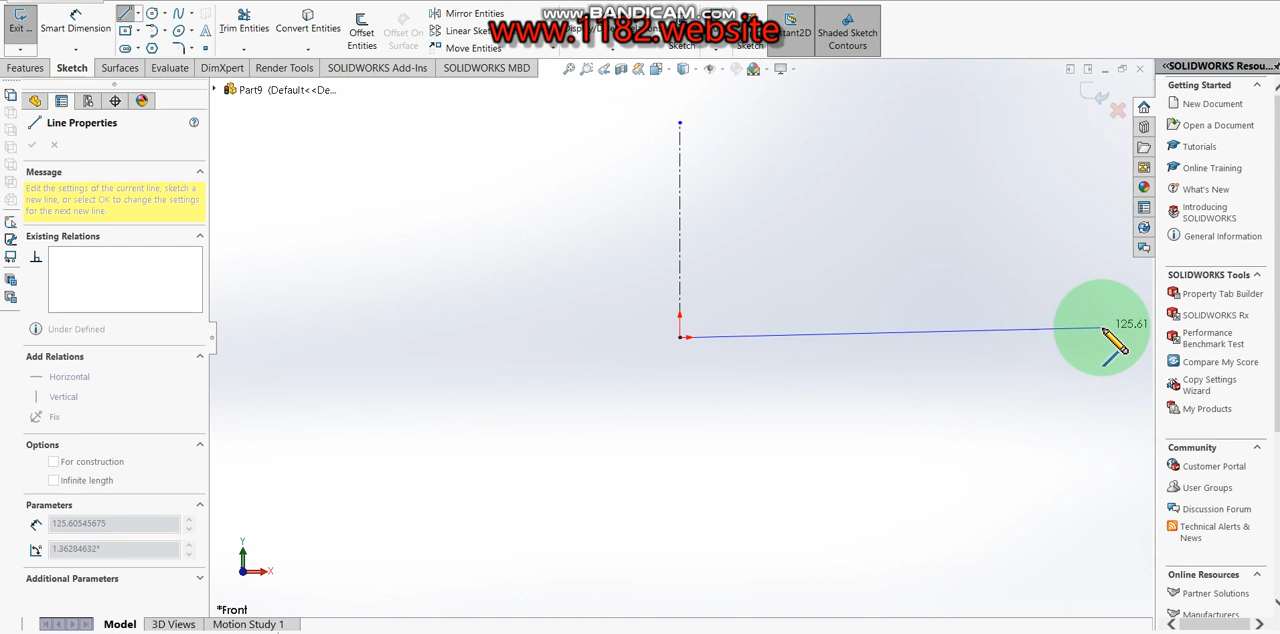 www.BANDICAM.com
www.1182.website
Exit ...
Smart Dimension
Trim Entities
Convert Entities
Offset Entities
Offset On Surface
Mirror Entities
Linear Sket
Move Entities
Sketch
Sketch
Instant2D
Shaded Sketch Contours
Features
Sketch
Surfaces
Evaluate
DimXpert
Render Tools
SOLIDWORKS Add-Ins
SOLIDWORKS MBD
Part9 (Default<<De...
Line Properties
Message
Edit the settings of the current line, sketch a
new line, or select OK to change the settings
for the next new line.
Existing Relations
Under Defined
Add Relations
Horizontal
Vertical
Fix
Options
For construction
Infinite length
Parameters
125.60545675
1.36284632°
Additional Parameters
125.61
Y
X
*Front
Model
3D Views
Motion Study 1
SOLIDWORKS Resou...
Getting Started
New Document
Open a Document
Tutorials
Online Training
What's New
Introducing
SOLIDWORKS
General Information
SOLIDWORKS Tools
Property Tab Builder
SOLIDWORKS Rx
Performance
Benchmark Test
Compare My Score
Copy Settings
Wizard
My Products
Community
Customer Portal
User Groups
Discussion Forum
Technical Alerts &
News
Online Resources
Partner Solutions
Manufacturers